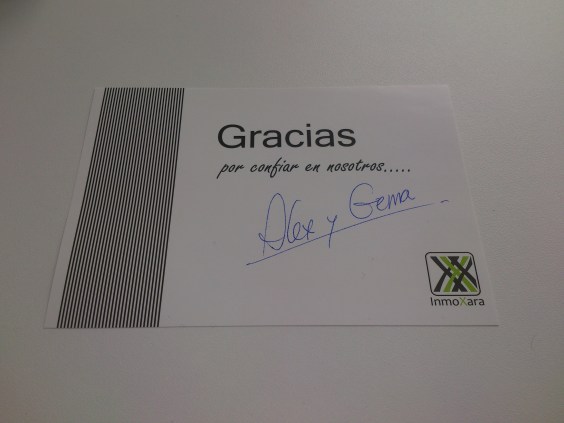 Gracias
por confiar en nosotros.....
Alex y Gema
InmoXara